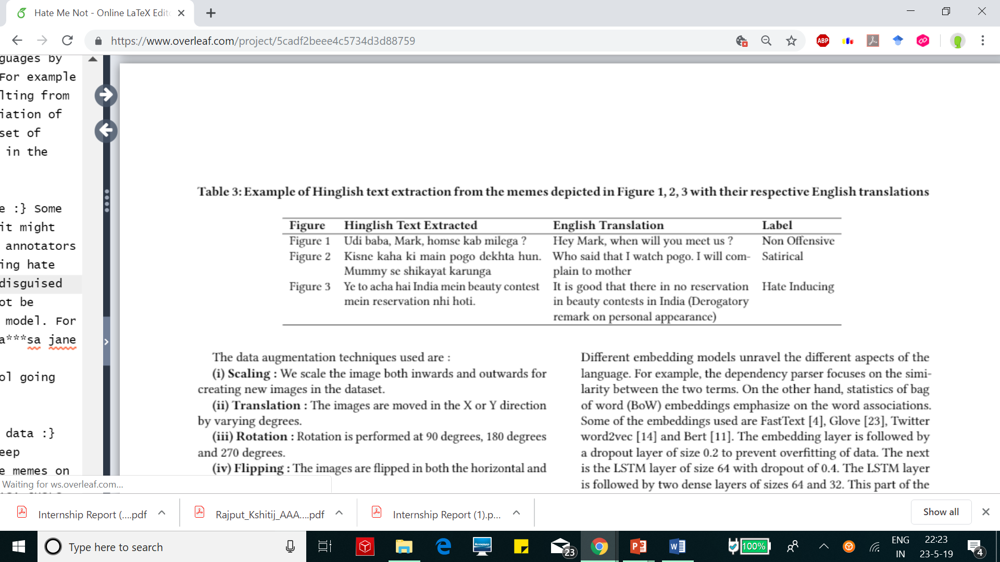 Hate Me Not - Online LaTeX Edit
https://www.overleaf.com/project/5cadf2beee4c5734d3d88759
ABP
guages by
For example
lting from
iation of
set of
in the
e :} Some
it might
annotators
ing hate
disguised
ot be
model. For
a***sa jane
ol going
data :}
eep
e memes on
Table 3: Example of Hinglish text extraction from the memes depicted in Figure 1, 2, 3 with their respective English translations
Figure Hinglish Text Extracted English Translation Label
Figure 1 Udi baba, Mark, homse kab milega ? Hey Mark, when will you meet us ? Non Offensive
Figure 2 Kisne kaha ki main pogo dekhta hun. Who said that I watch pogo. I will com- Satirical
Mummy se shikayat karunga plain to mother
Figure 3 Ye to acha hai India mein beauty contest It is good that there in no reservation Hate Inducing
mein reservation nhi hoti. in beauty contests in India (Derogatory
remark on personal appearance)
The data augmentation techniques used are :
(i) Scaling : We scale the image both inwards and outwards for
creating new images in the dataset.
(ii) Translation : The images are moved in the X or Y direction
by varying degrees.
(iii) Rotation : Rotation is performed at 90 degrees, 180 degrees
and 270 degrees.
(iv) Flipping : The images are flipped in both the horizontal and
Different embedding models unravel the different aspects of the
language. For example, the dependency parser focuses on the simi-
larity between the two terms. On the other hand, statistics of bag
of word (BoW) embeddings emphasize on the word associations.
Some of the embeddings used are FastText [4], Glove [23], Twitter
word2vec [14] and Bert [11]. The embedding layer is followed by
a dropout layer of size 0.2 to prevent overfitting of data. The next
is the LSTM layer of size 64 with dropout of 0.4. The LSTM layer
is followed by two dense layers of sizes 64 and 32. This part of the
Waiting for ws.overleaf.com...
Internship Report (....pdf
Rajput_Kshitij_AAA....pdf
Internship Report (1).p...
Show all
Type here to search
lenovo
23
100%
ENG
IN
22:23
23-5-19
4